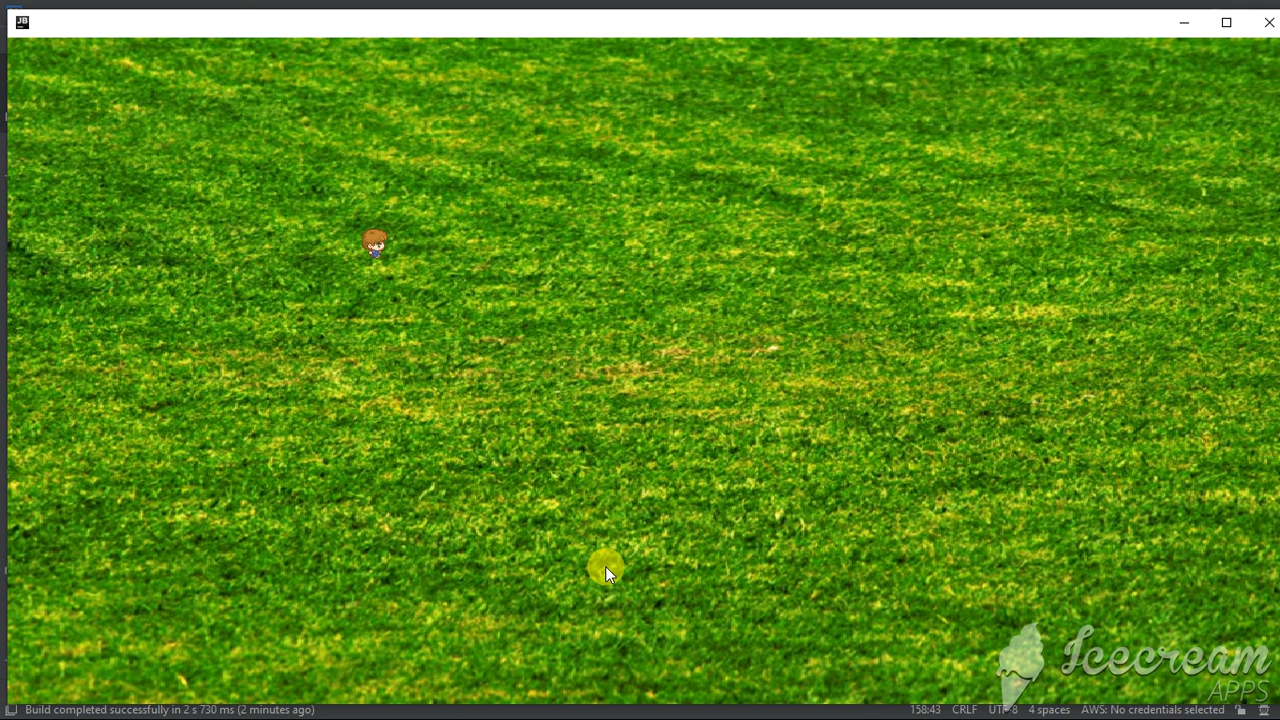 JB
Icecream
APPS
Build completed successfully in 2 s 730 ms (2 minutes ago) 158:43 CRLF UTF-8 4 spaces AWS: No credentials selected